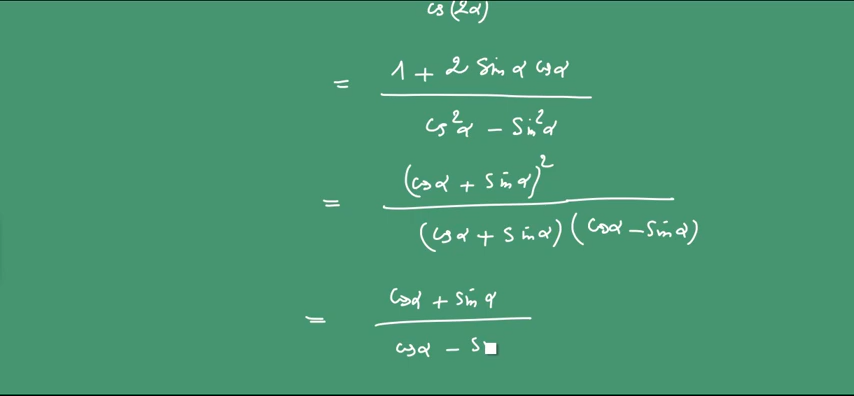 cos(2α)
= (1 + 2 sin α cos α) / (cos²α − sin²α)
= (cos α + sin α)² / ((cos α + sin α)(cos α − sin α))
= (cos α + sin α) / (cos α − s